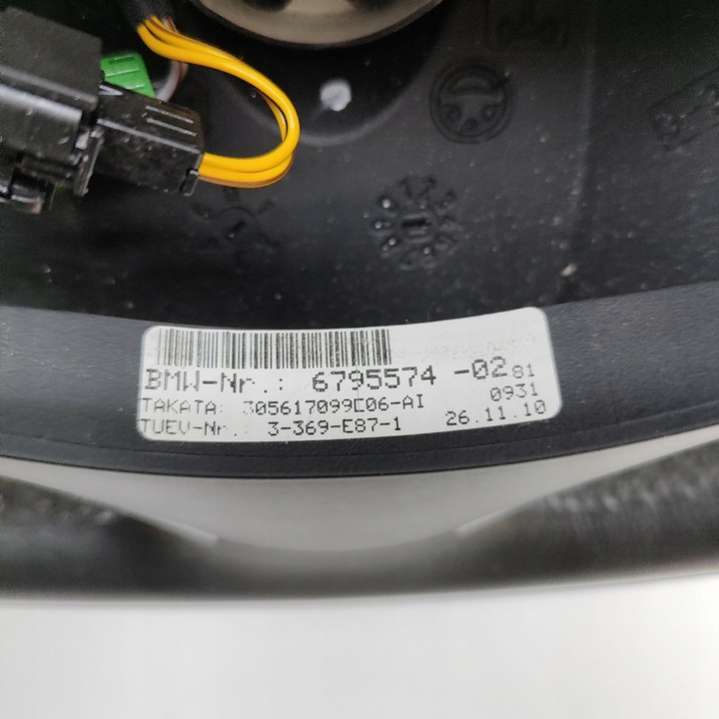 BMW-Nr.: 6795574 -02 81
TAKATA: 305617099E06-AI 0931
TUEV-Nr.: 3-369-E87-1 26.11.10